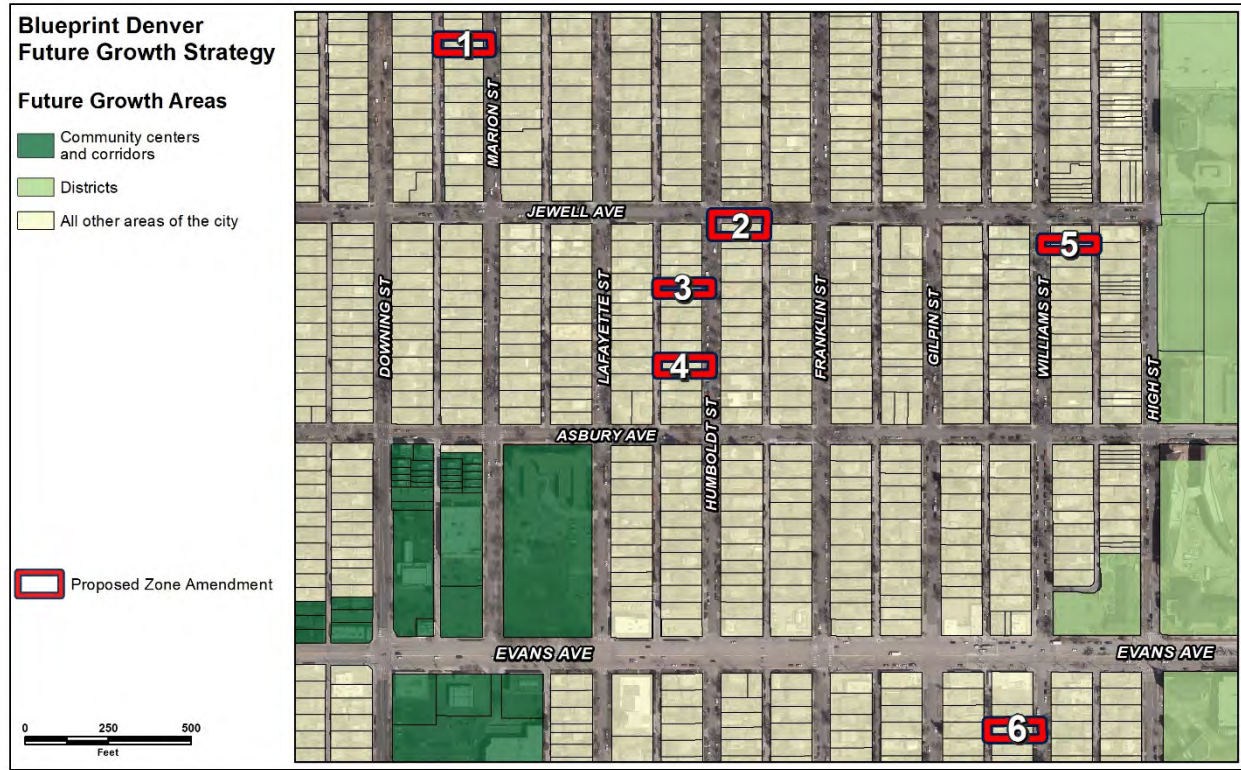 Blueprint Denver
Future Growth Strategy
Future Growth Areas
Community centers
and corridors
Districts
All other areas of the city
Proposed Zone Amendment
0 250 500
Feet
1
MARION ST
JEWELL AVE
2
5
3
DOWNING ST
LAFAYETTE ST
FRANKLIN ST
GILPIN ST
WILLIAMS ST
4
HIGH ST
ASBURY AVE
HUMBOLDT ST
EVANS AVE
EVANS AVE
6